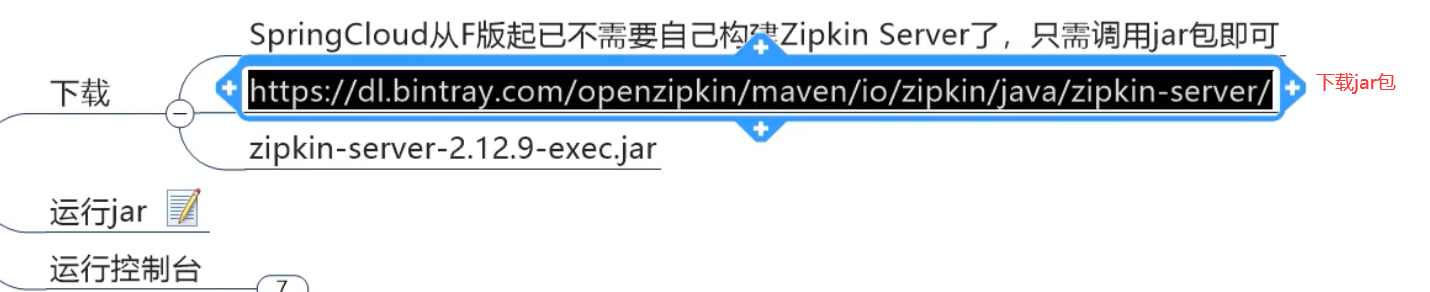 SpringCloud从F版起已不需要自己构建Zipkin Server了，只需调用jar包即可
下载
https://dl.bintray.com/openzipkin/maven/io/zipkin/java/zipkin-server/
下载jar包
zipkin-server-2.12.9-exec.jar
运行jar
运行控制台
7